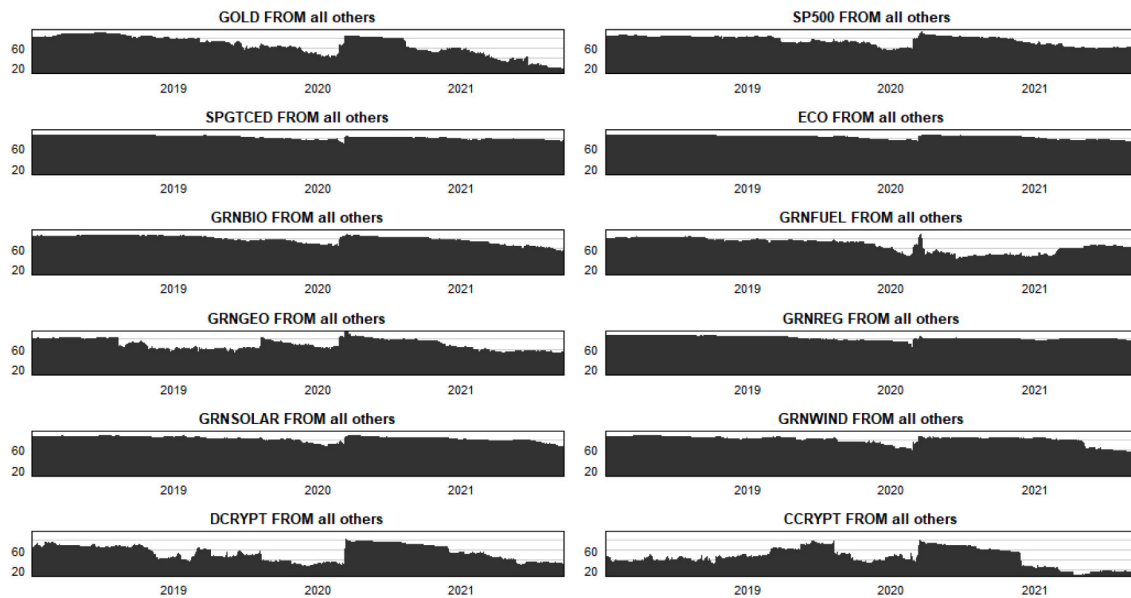 GOLD FROM all others
60
20
2019 2020 2021
SP500 FROM all others
60
20
2019 2020 2021
SPGTCED FROM all others
60
20
2019 2020 2021
ECO FROM all others
60
20
2019 2020 2021
GRNBIO FROM all others
60
20
2019 2020 2021
GRNFUEL FROM all others
60
20
2019 2020 2021
GRNGEO FROM all others
60
20
2019 2020 2021
GRNREG FROM all others
60
20
2019 2020 2021
GRNSOLAR FROM all others
60
20
2019 2020 2021
GRNWIND FROM all others
60
20
2019 2020 2021
DCRYPT FROM all others
60
20
2019 2020 2021
CCRYPT FROM all others
60
20
2019 2020 2021